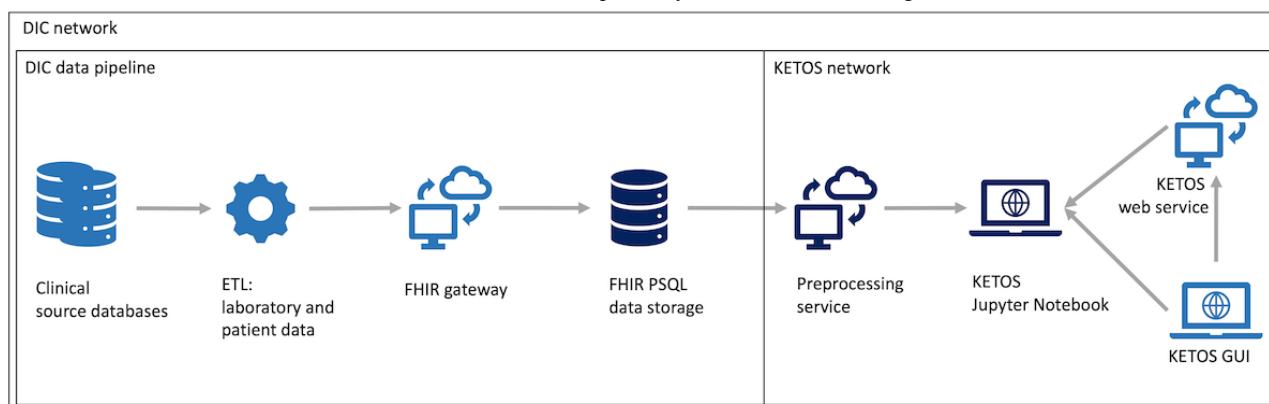 DIC network
DIC data pipeline
KETOS network
Clinical
source databases
ETL:
laboratory and
patient data
FHIR gateway
FHIR PSQL
data storage
Preprocessing
service
KETOS
Jupyter Notebook
KETOS
web service
KETOS GUI